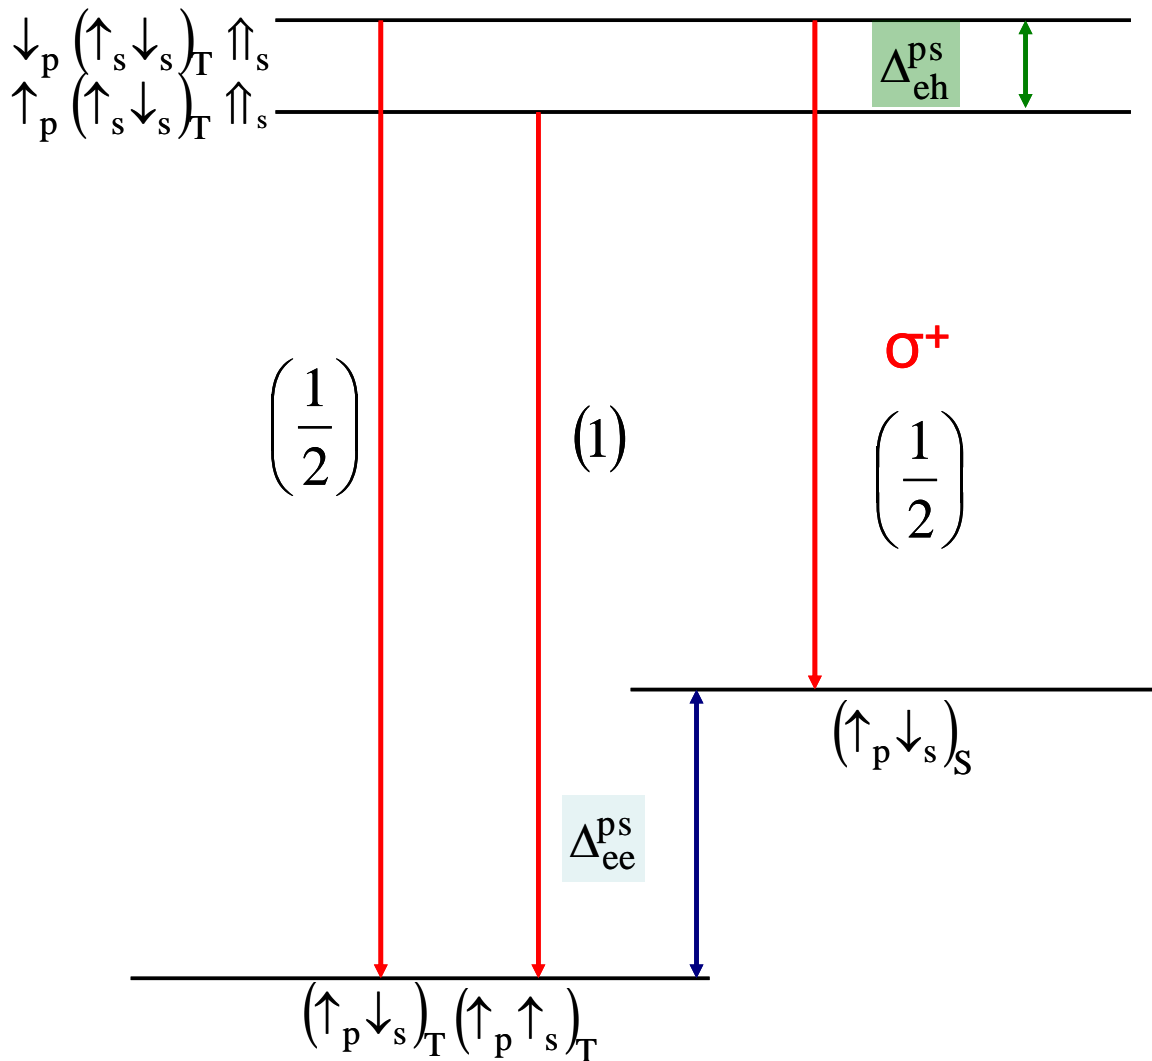 ↓p (↑s↓s)T ⇑s
↑p (↑s↓s)T ⇑s
Δ^ps_eh
σ+
(1/2)
(1)
(1/2)
(↑p↓s)S
Δ^ps_ee
(↑p↓s)T (↑p↑s)T